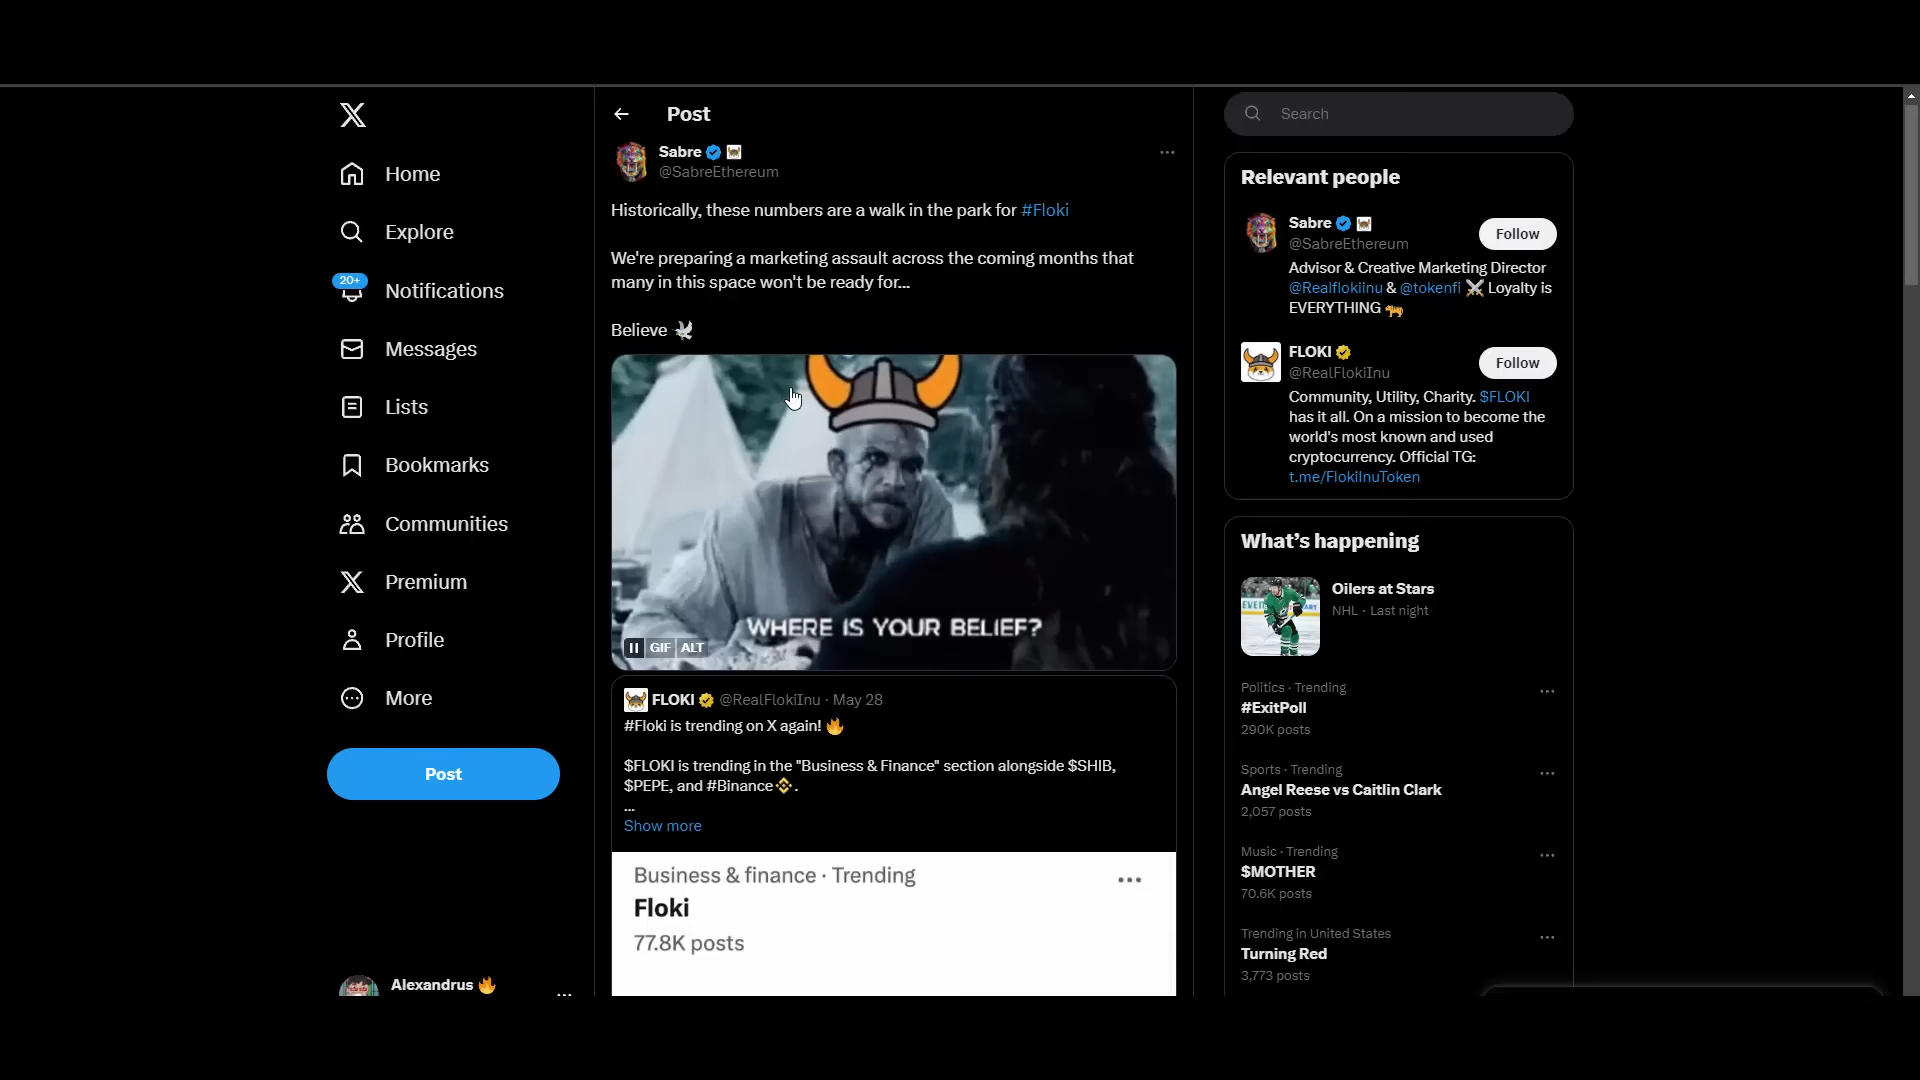 Home
Explore
20+
Notifications
Messages
Lists
Bookmarks
Communities
Premium
Profile
More
Post
Alexandrus 🔥
Post
Sabre
@SabreEthereum
Historically, these numbers are a walk in the park for #Floki
We're preparing a marketing assault across the coming months that
many in this space won't be ready for...
Believe 🕊
WHERE IS YOUR BELIEF?
GIF ALT
FLOKI @RealFlokiInu · May 28
#Floki is trending on X again! 🔥
$FLOKI is trending in the "Business & Finance" section alongside $SHIB,
$PEPE, and #Binance.
...
Show more
Business & finance · Trending
Floki
77.8K posts
Search
Relevant people
Sabre
@SabreEthereum
Follow
Advisor & Creative Marketing Director
@Realflokiinu & @tokenfi ⚔ Loyalty is
EVERYTHING 🐅
FLOKI
@RealFlokiInu
Follow
Community, Utility, Charity. $FLOKI
has it all. On a mission to become the
world's most known and used
cryptocurrency. Official TG:
t.me/FlokiInuToken
What's happening
Oilers at Stars
NHL · Last night
Politics · Trending
#ExitPoll
290K posts
Sports · Trending
Angel Reese vs Caitlin Clark
2,057 posts
Music · Trending
$MOTHER
70.6K posts
Trending in United States
Turning Red
3,773 posts